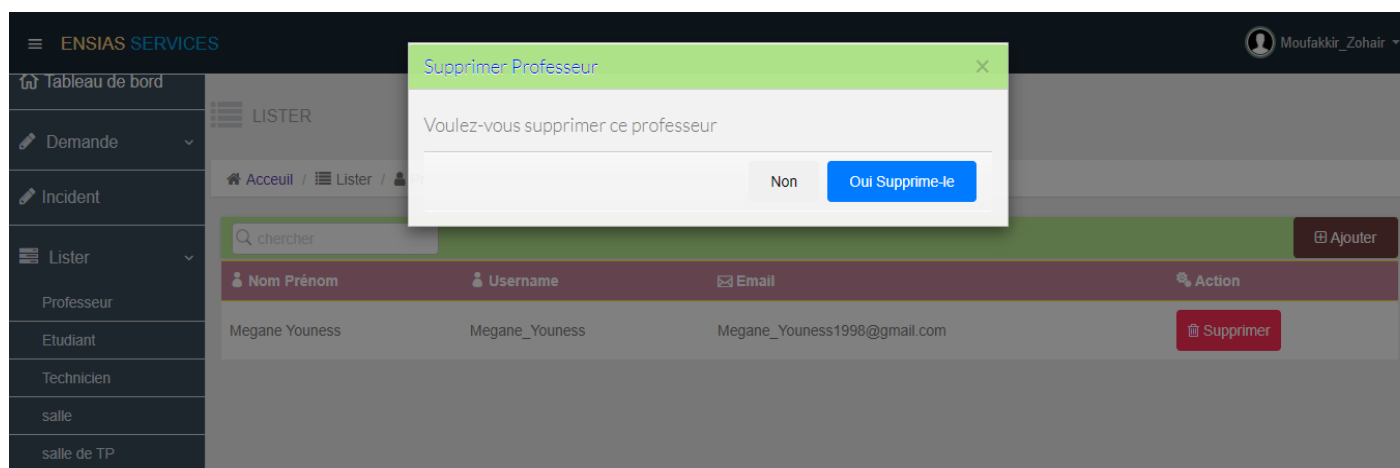 ENSIAS SERVICES
Moufakkir_Zohair
Tableau de bord
Demande
Incident
Lister
Professeur
Etudiant
Technicien
salle
salle de TP
LISTER
Acceuil / Lister /
Supprimer Professeur ×
Voulez-vous supprimer ce professeur
Non Oui Supprime-le
chercher
Ajouter
Nom Prénom Username Email Action
Megane Youness Megane_Youness Megane_Youness1998@gmail.com Supprimer